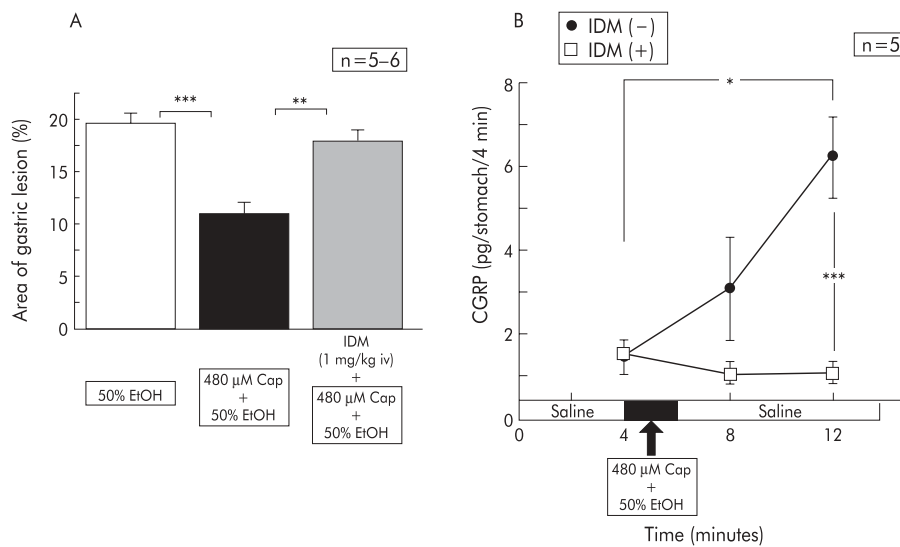 A
n=5–6
***
**
Area of gastric lesion (%)
20
15
10
5
0
50% EtOH
480 µM Cap
+
50% EtOH
IDM
(1 mg/kg iv)
+
480 µM Cap
+
50% EtOH
B
IDM (−)
IDM (+)
n=5
*
***
CGRP (pg/stomach/4 min)
8
6
4
2
0
Saline
Saline
0 4 8 12
480 µM Cap
+
50% EtOH
Time (minutes)